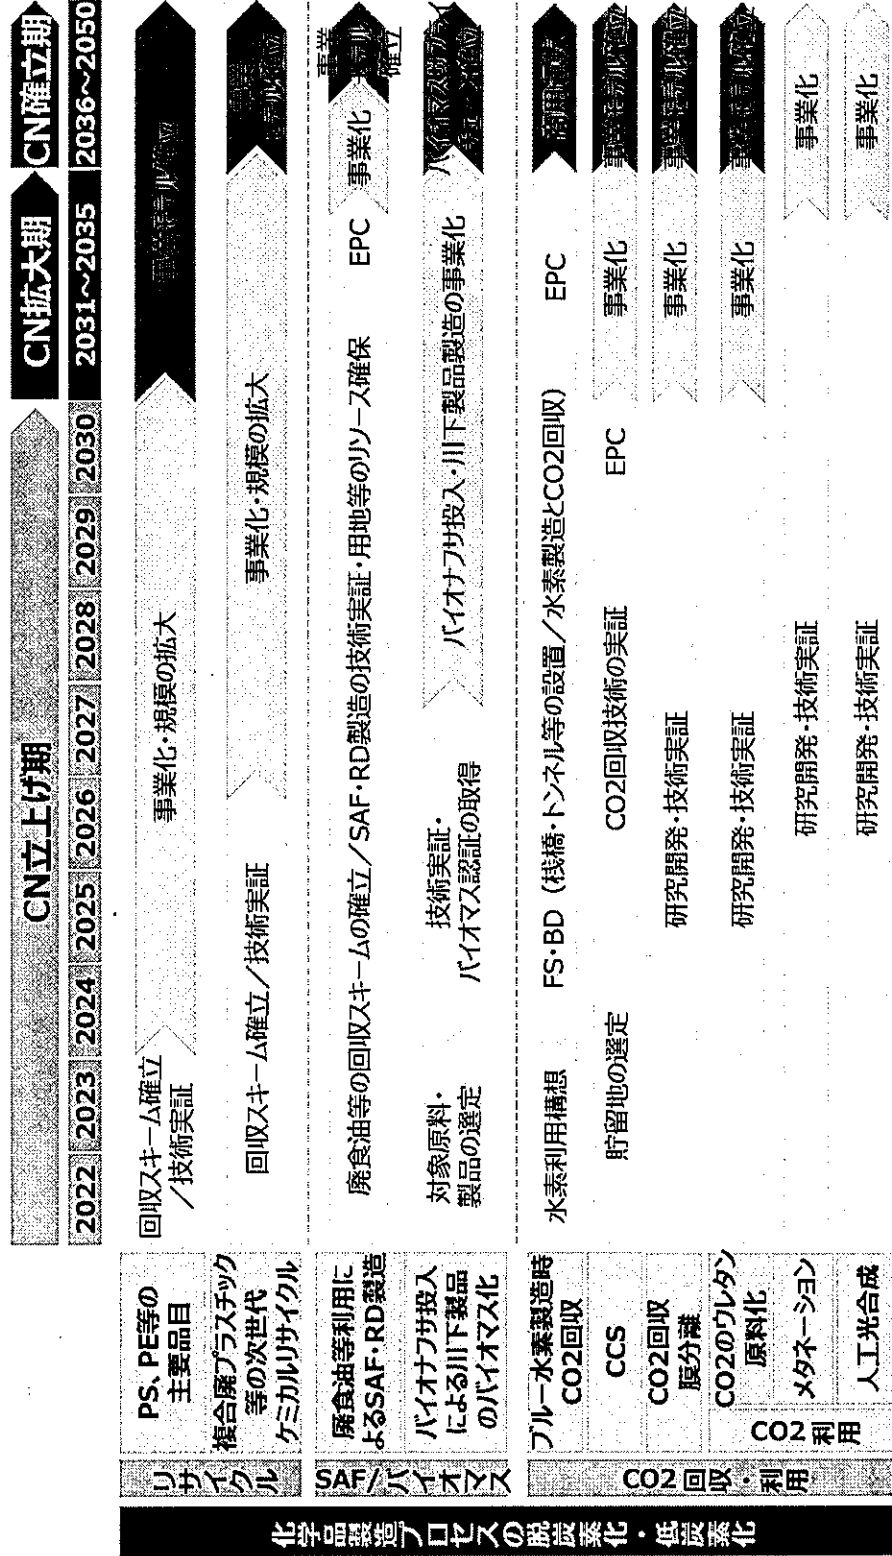 CN立上げ期
CN拡大期
CN確立期
2022
2023
2024
2025
2026
2027
2028
2029
2030
2031~2035
2036~2050
化学品製造プロセスの脱炭素化・低炭素化
リサイクル
PS、PE等の
主要品目
回収スキーム確立
/技術実証
事業化・規模の拡大
複合廃プラスチック
等の次世代
ケミカルリサイクル
回収スキーム確立/技術実証
事業化・規模の拡大
SAF/バイオマス
廃食油等利用に
よるSAF・RD製造
廃食油等の回収スキームの確立/SAF・RD製造の技術実証・用地等のリソース確保
EPC
事業化
確立
バイオナフサ投入
による川下製品
のバイオマス化
対象原料・
製品の選定
技術実証・
バイオマス認証の取得
バイオナフサ投入・川下製品製造の事業化
CO2回収・利用
ブルー水素製造時
CO2回収
水素利用構想
FS・BD(桟橋・トンネル等の設置/水素製造とCO2回収)
EPC
CCS
貯留地の選定
CO2回収技術の実証
EPC
事業化
CO2回収
膜分離
研究開発・技術実証
事業化
CO2利用
CO2のウレタン
原料化
研究開発・技術実証
事業化
メタネーション
研究開発・技術実証
事業化
人工光合成
研究開発・技術実証
事業化